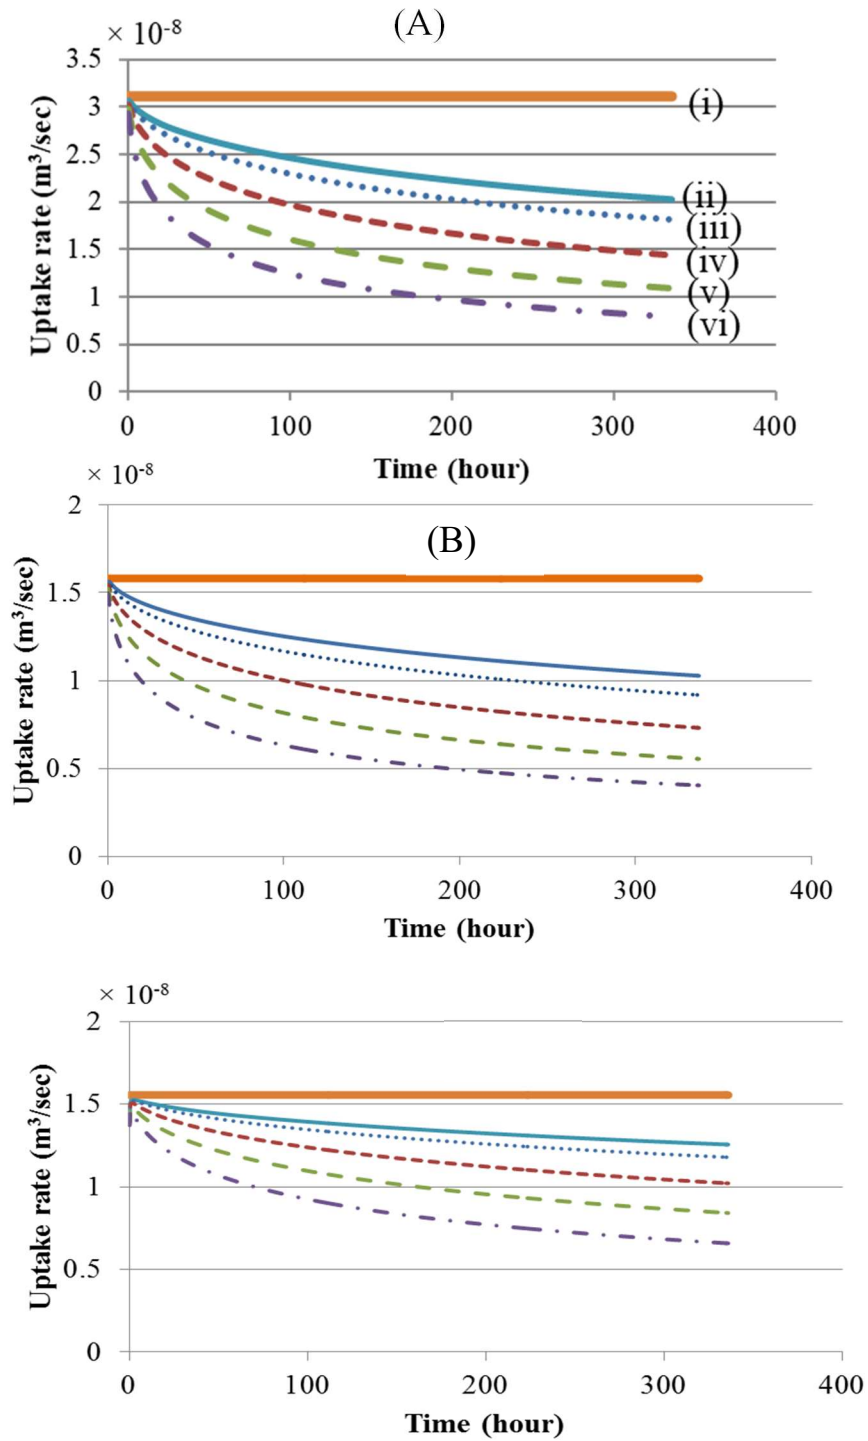 (A)
× 10-8
3.5
3
2.5
2
1.5
1
0.5
0
Uptake rate (m³/sec)
(i)
(ii)
(iii)
(iv)
(v)
(vi)
0 100 200 300 400
Time (hour)
× 10-8
(B)
2
1.5
1
0.5
0
Uptake rate (m³/sec)
0 100 200 300 400
Time (hour)
× 10-8
2
1.5
1
0.5
0
Uptake rate (m³/sec)
0 100 200 300 400
Time (hour)